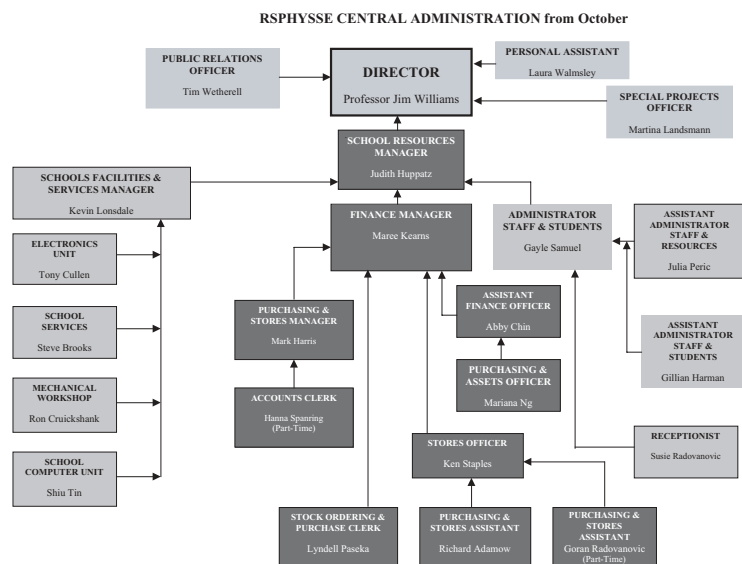 RSPHYSSE CENTRAL ADMINISTRATION from October
PUBLIC RELATIONS
OFFICER
Tim Wetherell
DIRECTOR
Professor Jim Williams
PERSONAL ASSISTANT
Laura Walmsley
SPECIAL PROJECTS
OFFICER
Martina Landsmann
SCHOOL RESOURCES
MANAGER
Judith Huppatz
SCHOOLS FACILITIES &
SERVICES MANAGER
Kevin Lonsdale
FINANCE MANAGER
Maree Kearns
ADMINISTRATOR
STAFF & STUDENTS
Gayle Samuel
ASSISTANT
ADMINISTRATOR
STAFF &
RESOURCES
Julia Peric
ELECTRONICS
UNIT
Tony Cullen
SCHOOL
SERVICES
Steve Brooks
MECHANICAL
WORKSHOP
Ron Cruickshank
SCHOOL
COMPUTER UNIT
Shiu Tin
PURCHASING &
STORES MANAGER
Mark Harris
ACCOUNTS CLERK
Hanna Spanring
(Part-Time)
ASSISTANT
FINANCE OFFICER
Abby Chin
PURCHASING &
ASSETS OFFICER
Mariana Ng
ASSISTANT
ADMINISTRATOR
STAFF &
STUDENTS
Gillian Harman
STORES OFFICER
Ken Staples
RECEPTIONIST
Susie Radovanovic
STOCK ORDERING &
PURCHASE CLERK
Lyndell Paseka
PURCHASING &
STORES ASSISTANT
Richard Adamow
PURCHASING &
STORES
ASSISTANT
Goran Radovanovic
(Part-Time)